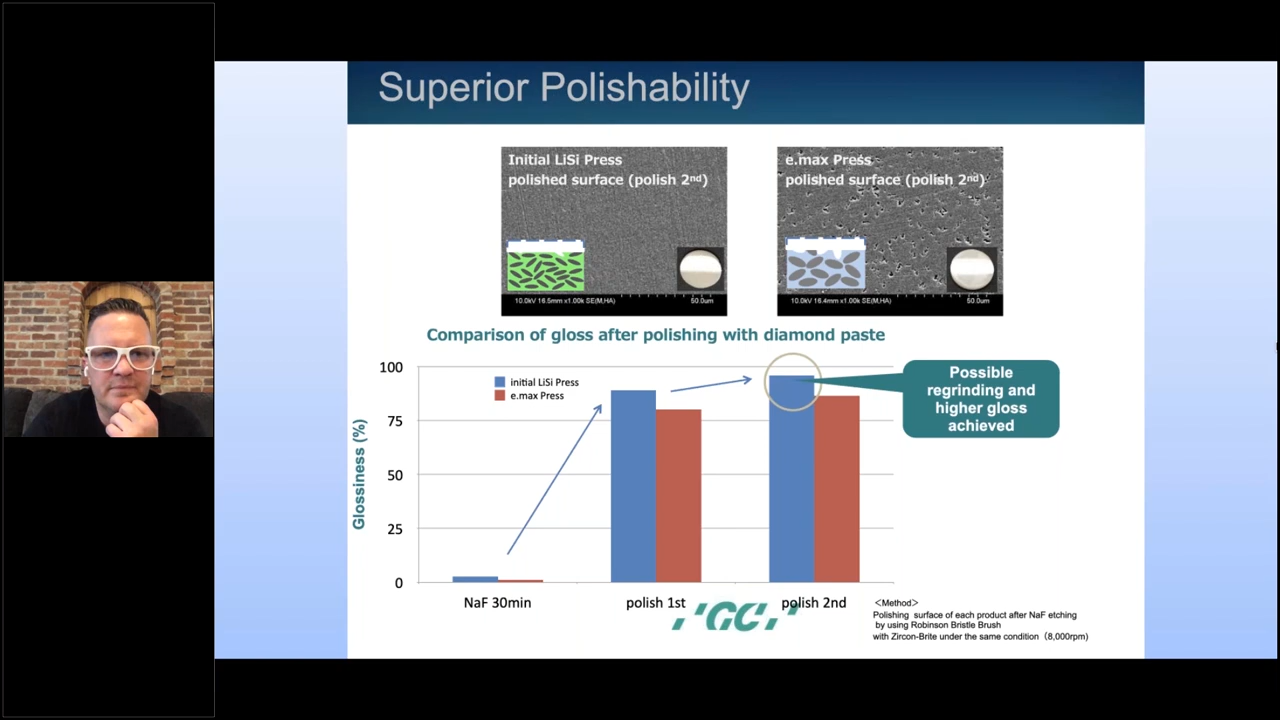 Superior Polishability
Initial LiSi Press
polished surface (polish 2nd)
10.0kV 16.5mm x1.00k SE(M,HA) 50.0um
e.max Press
polished surface (polish 2nd)
10.0kV 16.4mm x1.00k SE(M,HA) 50.0um
Comparison of gloss after polishing with diamond paste
Glossiness (%)
100
75
50
25
0
initial LiSi Press
e.max Press
Possible
regrinding and
higher gloss
achieved
NaF 30min
polish 1st
polish 2nd
GC
<Method>
Polishing surface of each product after NaF etching
by using Robinson Bristle Brush
with Zircon-Brite under the same condition (8,000rpm)